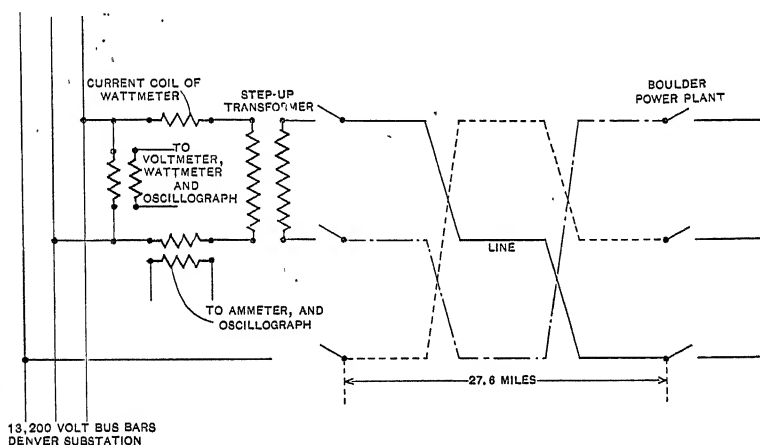 CURRENT COIL OF
WATTMETER
STEP-UP
TRANSFORMER
BOULDER
POWER PLANT
TO
VOLTMETER,
WATTMETER
AND
OSCILLOGRAPH
LINE
TO AMMETER, AND
OSCILLOGRAPH
27.6 MILES
13,200 VOLT BUS BARS
DENVER SUBSTATION